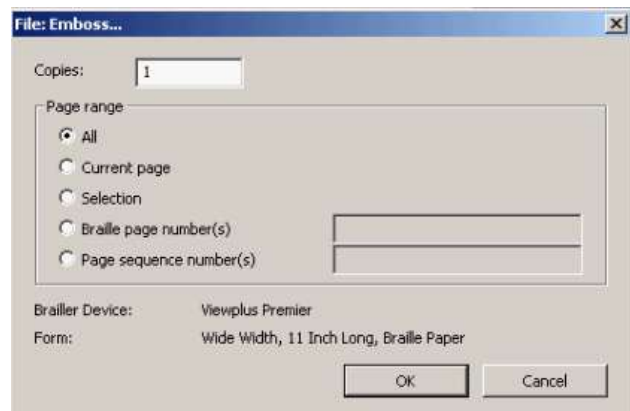 File: Emboss...
Copies: 1
Page range
All
Current page
Selection
Braille page number(s)
Page sequence number(s)
Brailler Device: Viewplus Premier
Form: Wide Width, 11 Inch Long, Braille Paper
OK Cancel